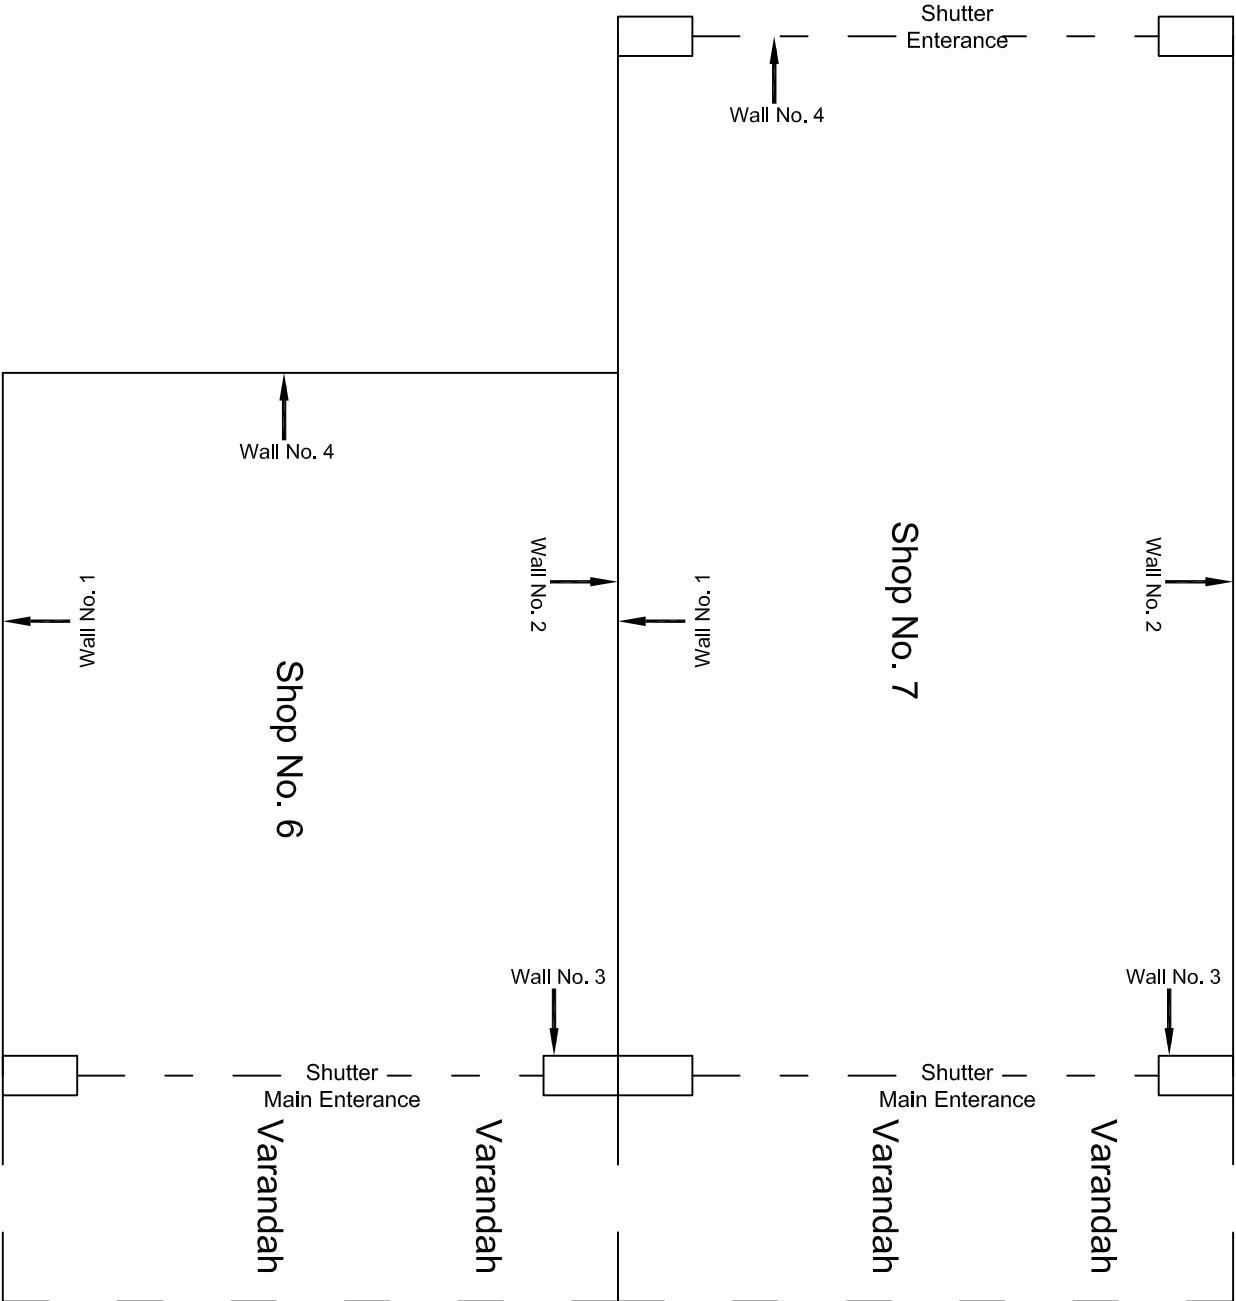 Shutter
Enterance
Wall No. 4
Wall No. 4
Shop No. 7
Wall No. 2
Wall No. 2
Wall No. 1
Wall No. 1
Shop No. 6
Wall No. 3
Wall No. 3
Shutter
Main Enterance
Shutter
Main Enterance
Varandah
Varandah
Varandah
Varandah